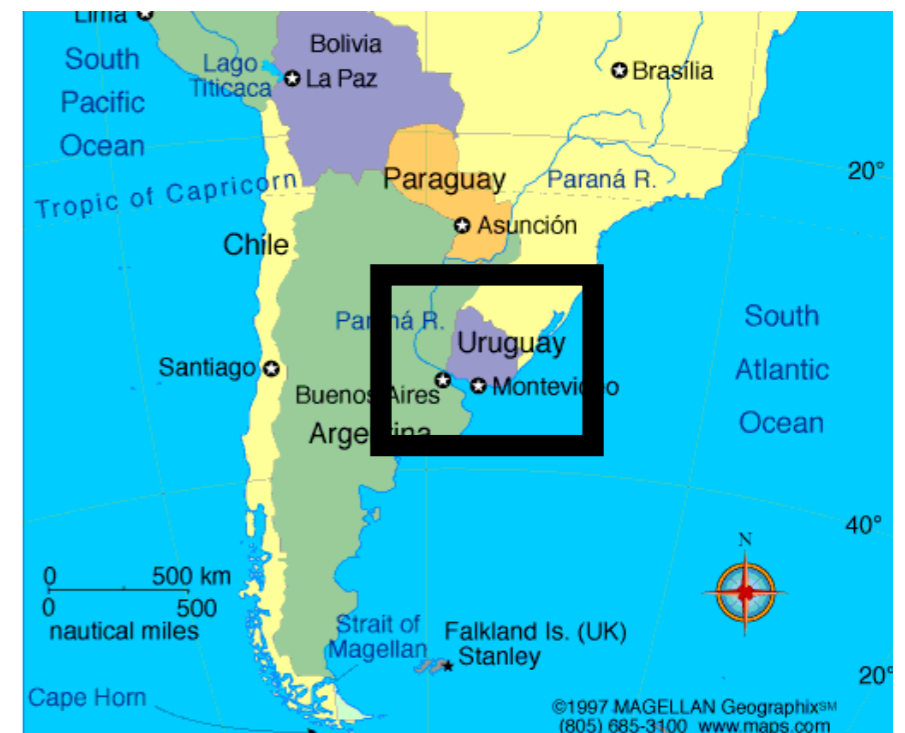 Lima
South
Pacific
Ocean
Lago
Titicaca
Bolivia
La Paz
Brasília
20°
Tropic of Capricorn
Paraguay
Paraná R.
Asunción
Chile
Paraná R.
Uruguay
South
Atlantic
Ocean
Santiago
Buenos Aires
Montevideo
Argentina
40°
N
0 500 km
0 500
nautical miles
Strait of
Magellan
Falkland Is. (UK)
Stanley
20°
Cape Horn
©1997 MAGELLAN Geographix℠
(805) 685-3100 www.maps.com